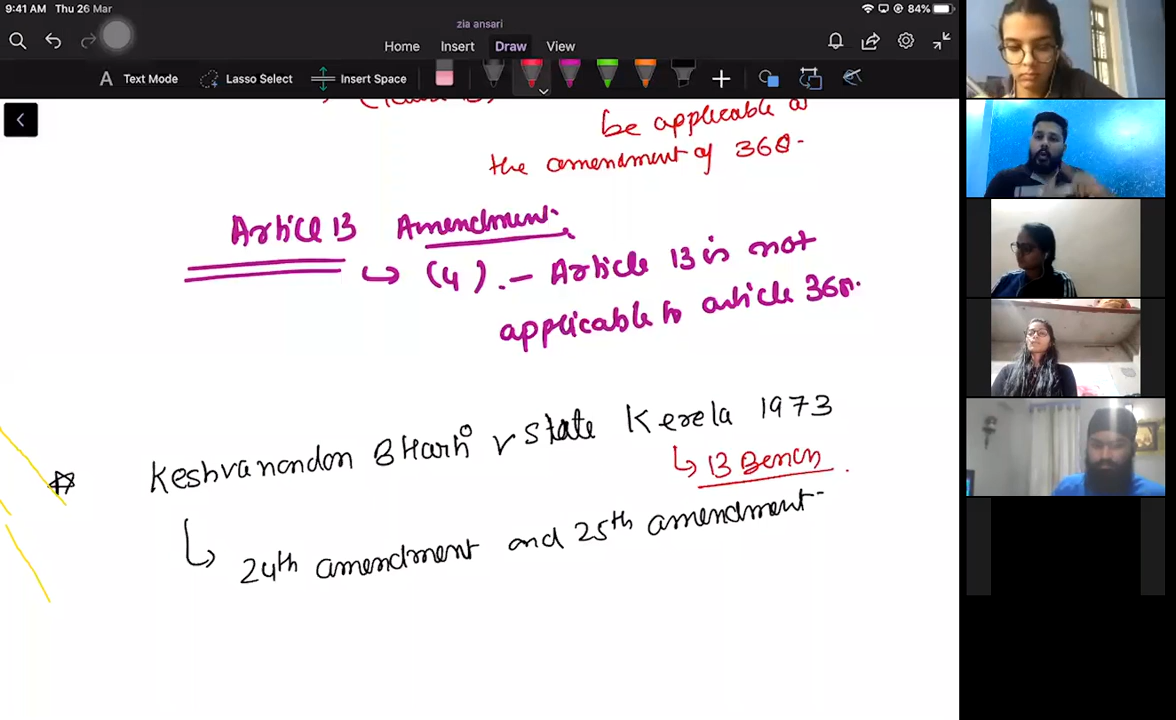 9:41 AM Thu 26 Mar
84%
zia ansari
Home Insert Draw View
Text Mode
Lasso Select
Insert Space
be applicable
the amendment of 368.
Article 13 Amendment.
(4). - Article 13 is not
applicable to article 368.
Keshvanandan Bharti v State Kerela 1973
13 Bench.
24th amendment and 25th amendment